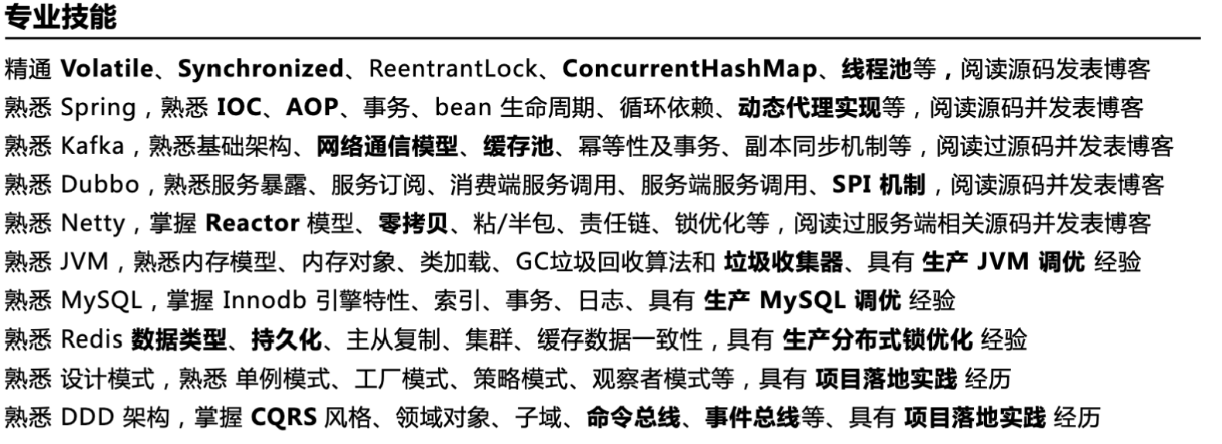 专业技能
精通 Volatile、Synchronized、ReentrantLock、ConcurrentHashMap、线程池等，阅读源码发表博客
熟悉 Spring，熟悉 IOC、AOP、事务、bean 生命周期、循环依赖、动态代理实现等，阅读源码并发表博客
熟悉 Kafka，熟悉基础架构、网络通信模型、缓存池、幂等性及事务、副本同步机制等，阅读过源码并发表博客
熟悉 Dubbo，熟悉服务暴露、服务订阅、消费端服务调用、服务端服务调用、SPI 机制，阅读源码并发表博客
熟悉 Netty，掌握 Reactor 模型、零拷贝、粘/半包、责任链、锁优化等，阅读过服务端相关源码并发表博客
熟悉 JVM，熟悉内存模型、内存对象、类加载、GC垃圾回收算法和 垃圾收集器、具有 生产 JVM 调优 经验
熟悉 MySQL，掌握 Innodb 引擎特性、索引、事务、日志、具有 生产 MySQL 调优 经验
熟悉 Redis 数据类型、持久化、主从复制、集群、缓存数据一致性，具有 生产分布式锁优化 经验
熟悉 设计模式，熟悉 单例模式、工厂模式、策略模式、观察者模式等，具有 项目落地实践 经历
熟悉 DDD 架构，掌握 CQRS 风格、领域对象、子域、命令总线、事件总线等、具有 项目落地实践 经历